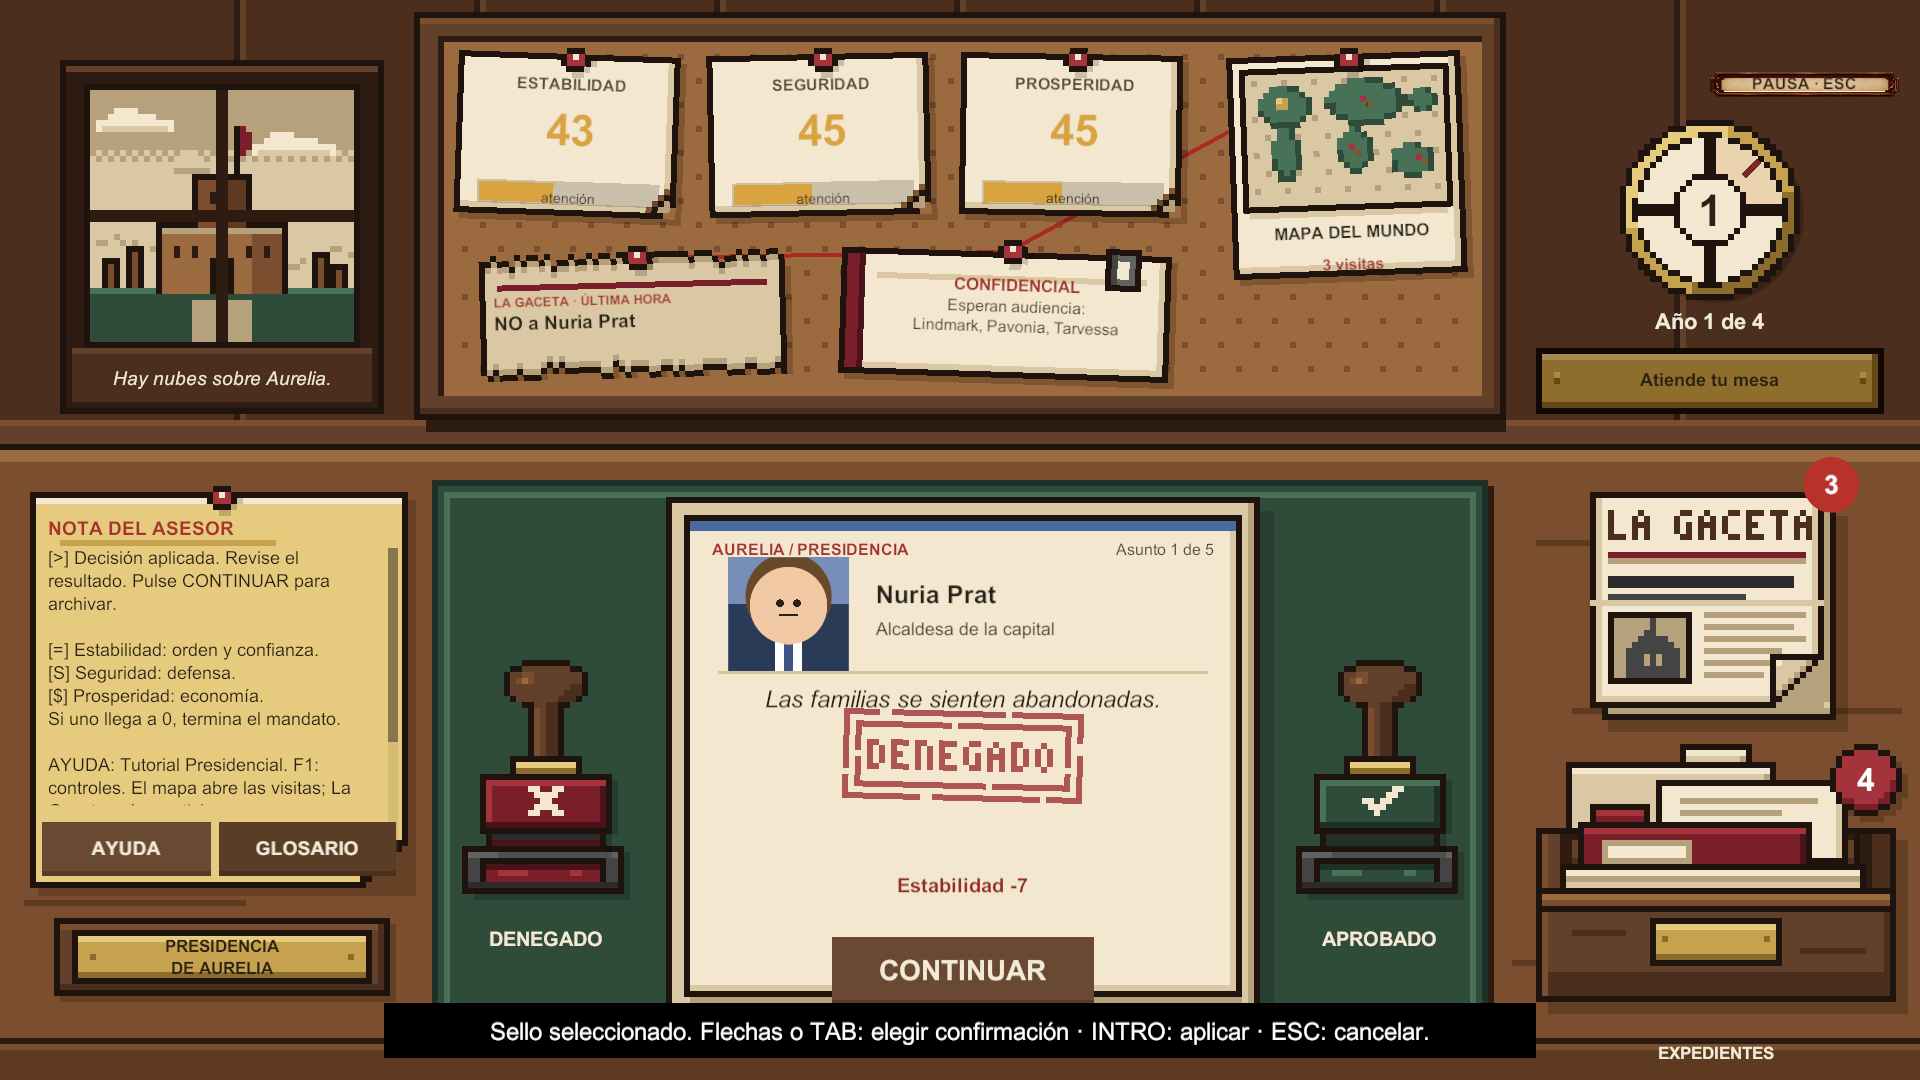 ESTABILIDAD
43
atención
SEGURIDAD
45
atención
PROSPERIDAD
45
atención
MAPA DEL MUNDO
3 visitas
PAUSA · ESC
1
Año 1 de 4
Atiende tu mesa
Hay nubes sobre Aurelia.
LA GACETA · ÚLTIMA HORA
NO a Nuria Prat
CONFIDENCIAL
Esperan audiencia:
Lindmark, Pavonia, Tarvessa
NOTA DEL ASESOR
[>] Decisión aplicada. Revise el
resultado. Pulse CONTINUAR para
archivar.
[=] Estabilidad: orden y confianza.
[S] Seguridad: defensa.
[$] Prosperidad: economía.
Si uno llega a 0, termina el mandato.
AYUDA: Tutorial Presidencial. F1:
controles. El mapa abre las visitas; La
AYUDA
GLOSARIO
PRESIDENCIA
DE AURELIA
DENEGADO
AURELIA / PRESIDENCIA
Asunto 1 de 5
Nuria Prat
Alcaldesa de la capital
Las familias se sienten abandonadas.
DENEGADO
Estabilidad -7
CONTINUAR
APROBADO
3
LA GACETA
4
EXPEDIENTES
Sello seleccionado. Flechas o TAB: elegir confirmación · INTRO: aplicar · ESC: cancelar.